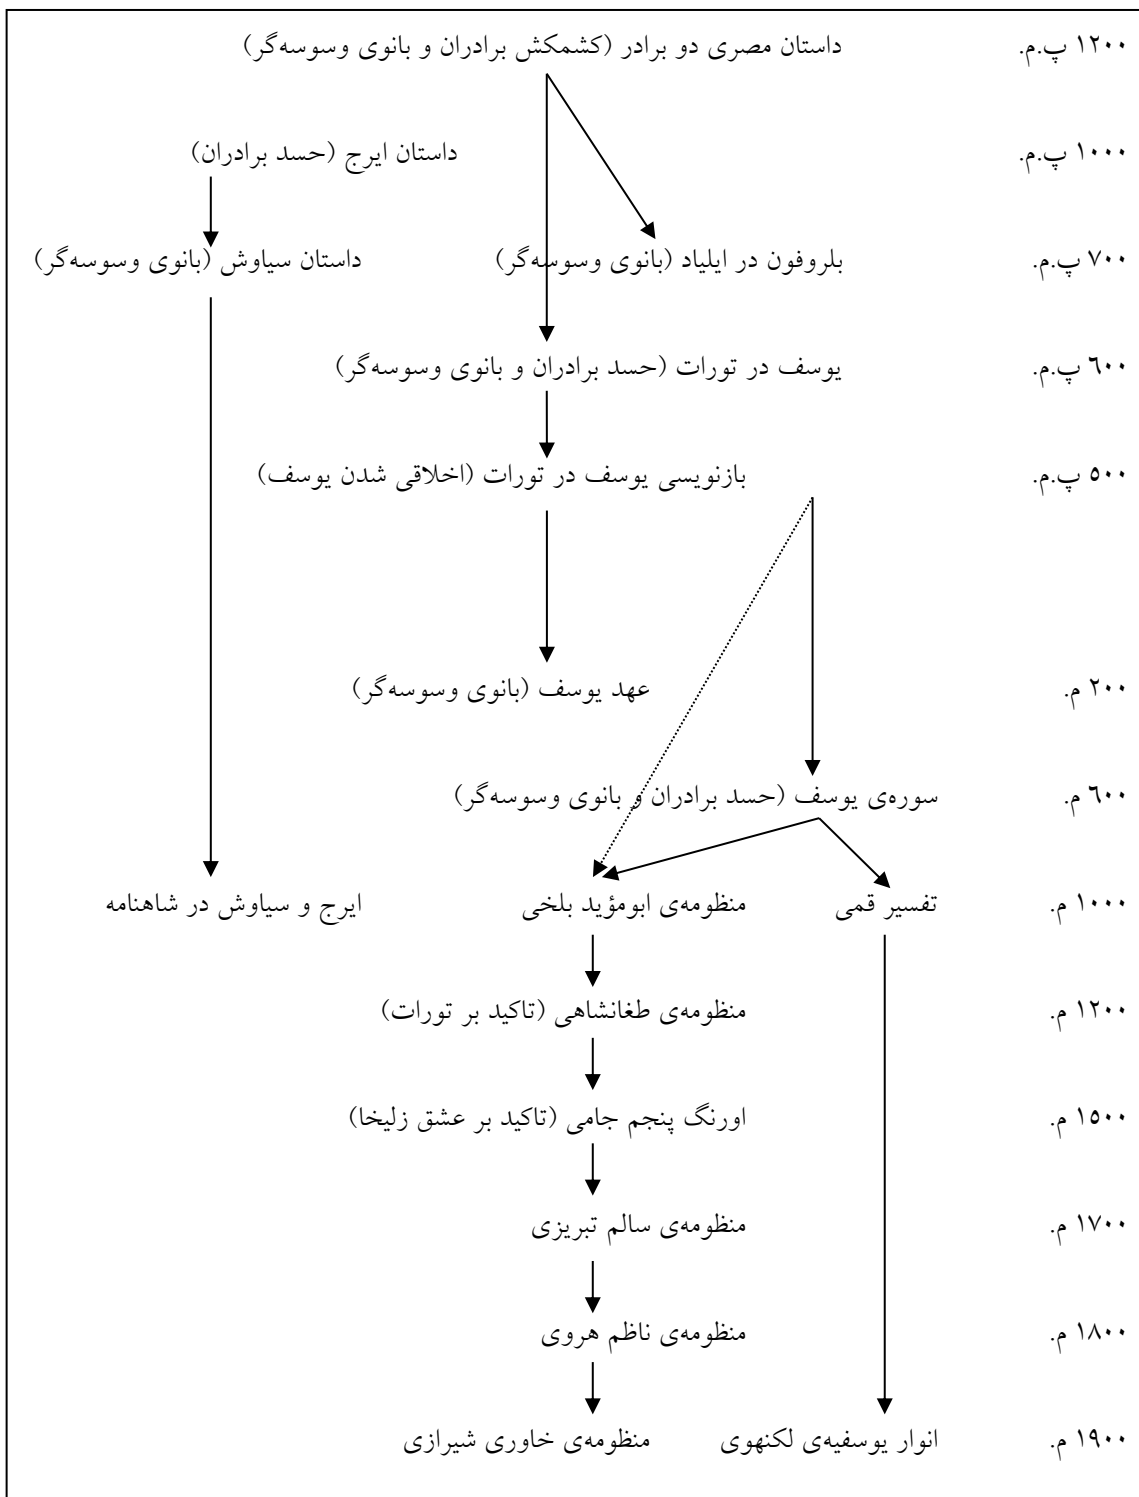 ۱۲۰۰ پ.م. داستان مصری دو برادر (کشمکش برادران و بانوی وسوسه‌گر)
۱۰۰۰ پ.م. داستان ایرج (حسد برادران)
۷۰۰ پ.م. بلروفون در ایلیاد (بانوی وسوسه‌گر) داستان سیاوش (بانوی وسوسه‌گر)
۶۰۰ پ.م. یوسف در تورات (حسد برادران و بانوی وسوسه‌گر)
۵۰۰ پ.م. بازنویسی یوسف در تورات (اخلاقی شدن یوسف)
۲۰۰ م. عهد یوسف (بانوی وسوسه‌گر)
۶۰۰ م. سوره‌ی یوسف (حسد برادران و بانوی وسوسه‌گر)
۱۰۰۰ م. تفسیر قمی منظومه‌ی ابومؤید بلخی ایرج و سیاوش در شاهنامه
۱۲۰۰ م. منظومه‌ی طغانشاهی (تاکید بر تورات)
۱۵۰۰ م. اورنگ پنجم جامی (تاکید بر عشق زلیخا)
۱۷۰۰ م. منظومه‌ی سالم تبریزی
۱۸۰۰ م. منظومه‌ی ناظم هروی
۱۹۰۰ م. انوار یوسفیه‌ی لکنهوی منظومه‌ی خاوری شیرازی